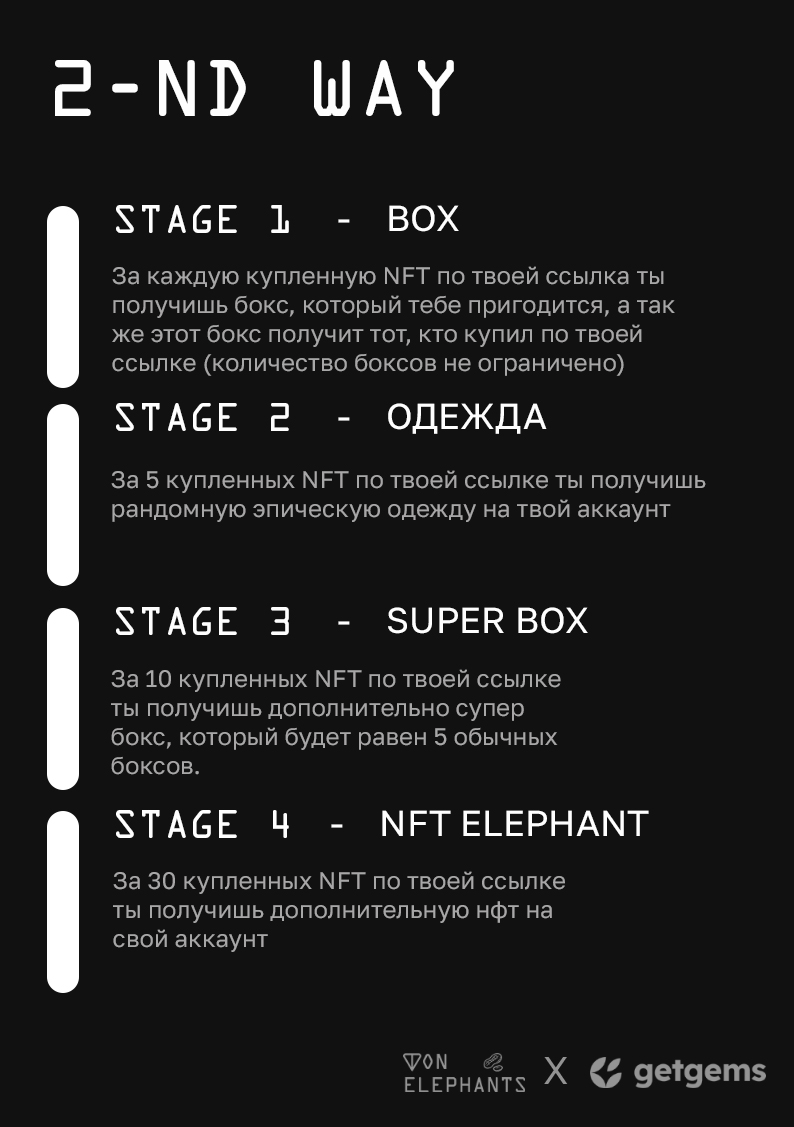 2-ND WAY
STAGE 1 - BOX
За каждую купленную NFT по твоей ссылка ты
получишь бокс, который тебе пригодится, а так
же этот бокс получит тот, кто купил по твоей
ссылке (количество боксов не ограничено)
STAGE 2 - ОДЕЖДА
За 5 купленных NFT по твоей ссылке ты получишь
рандомную эпическую одежду на твой аккаунт
STAGE 3 - SUPER BOX
За 10 купленных NFT по твоей ссылке
ты получишь дополнительно супер
бокс, который будет равен 5 обычных
боксов.
STAGE 4 - NFT ELEPHANT
За 30 купленных NFT по твоей ссылке
ты получишь дополнительную нфт на
свой аккаунт
TON
ELEPHANTS X getgems